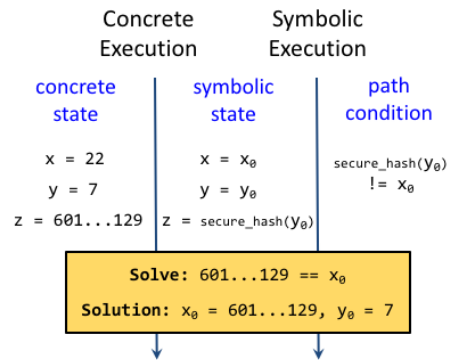 Concrete Execution
Symbolic Execution
concrete state
symbolic state
path condition
x = 22
y = 7
z = 601...129
x = x₀
y = y₀
z = secure_hash(y₀)
secure_hash(y₀)
!= x₀
Solve: 601...129 == x₀
Solution: x₀ = 601...129, y₀ = 7